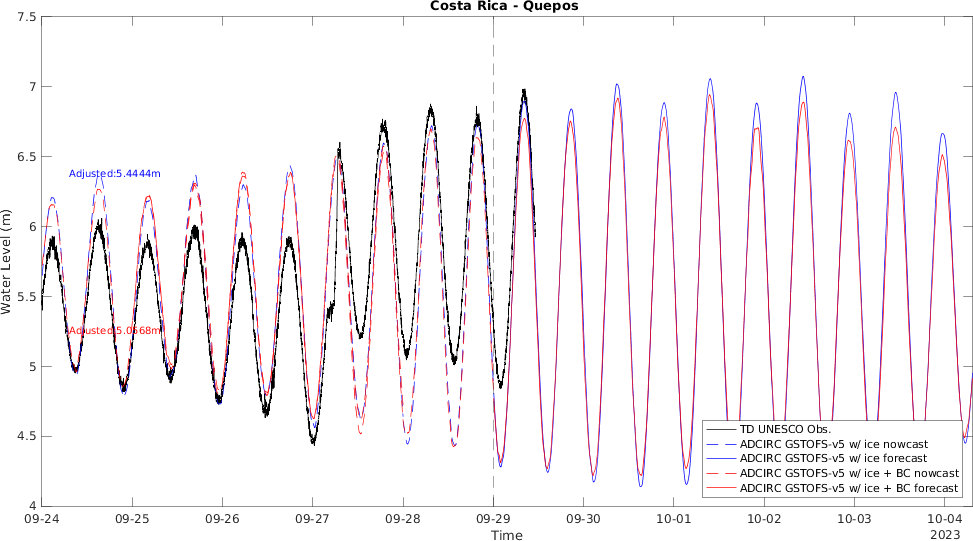 Costa Rica - Quepos
7.5
7
6.5
6
5.5
5
4.5
4
Water Level (m)
Adjusted:5.4444m
Adjusted:5.0568m
TD UNESCO Obs.
ADCIRC GSTOFS-v5 w/ ice nowcast
ADCIRC GSTOFS-v5 w/ ice forecast
ADCIRC GSTOFS-v5 w/ ice + BC nowcast
ADCIRC GSTOFS-v5 w/ ice + BC forecast
09-24 09-25 09-26 09-27 09-28 09-29 09-30 10-01 10-02 10-03 10-04
Time
2023